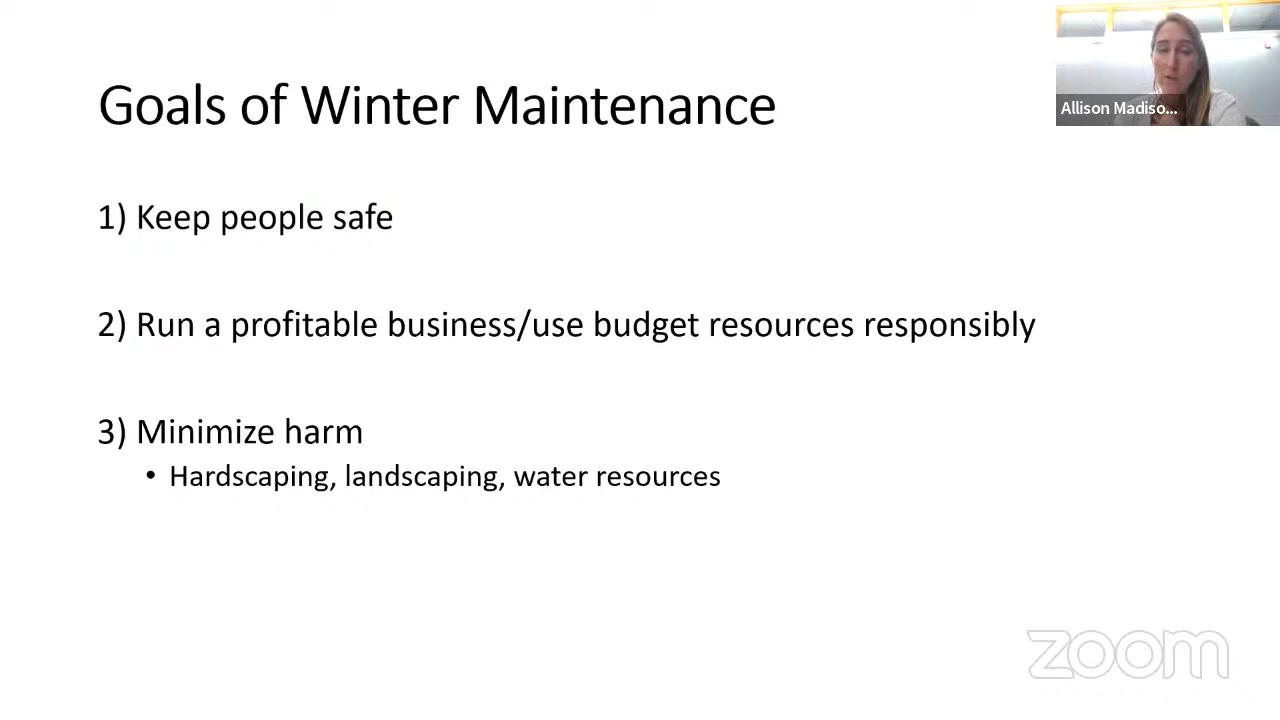 Goals of Winter Maintenance
Allison Madiso...
1) Keep people safe
2) Run a profitable business/use budget resources responsibly
3) Minimize harm
• Hardscaping, landscaping, water resources
zoom